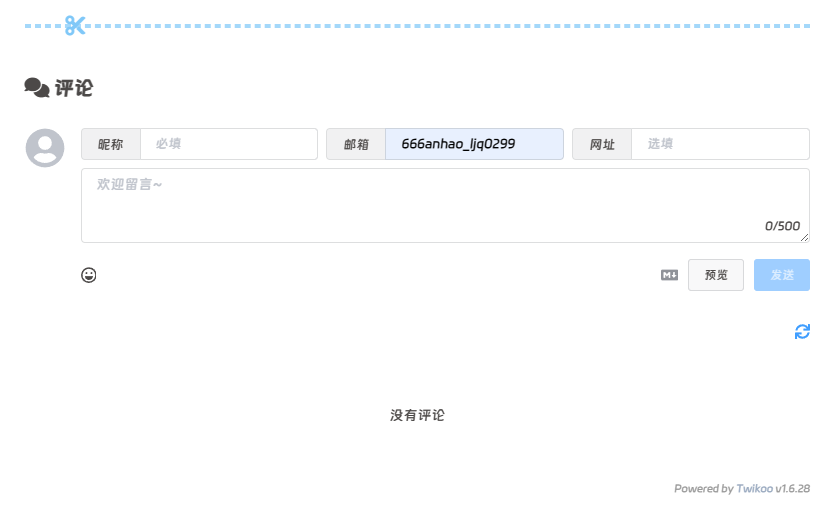 评论
昵称 必填 邮箱 666anhao_ljq0299 网址 选填
欢迎留言~
0/500
M 预览 发送
没有评论
Powered by Twikoo v1.6.28